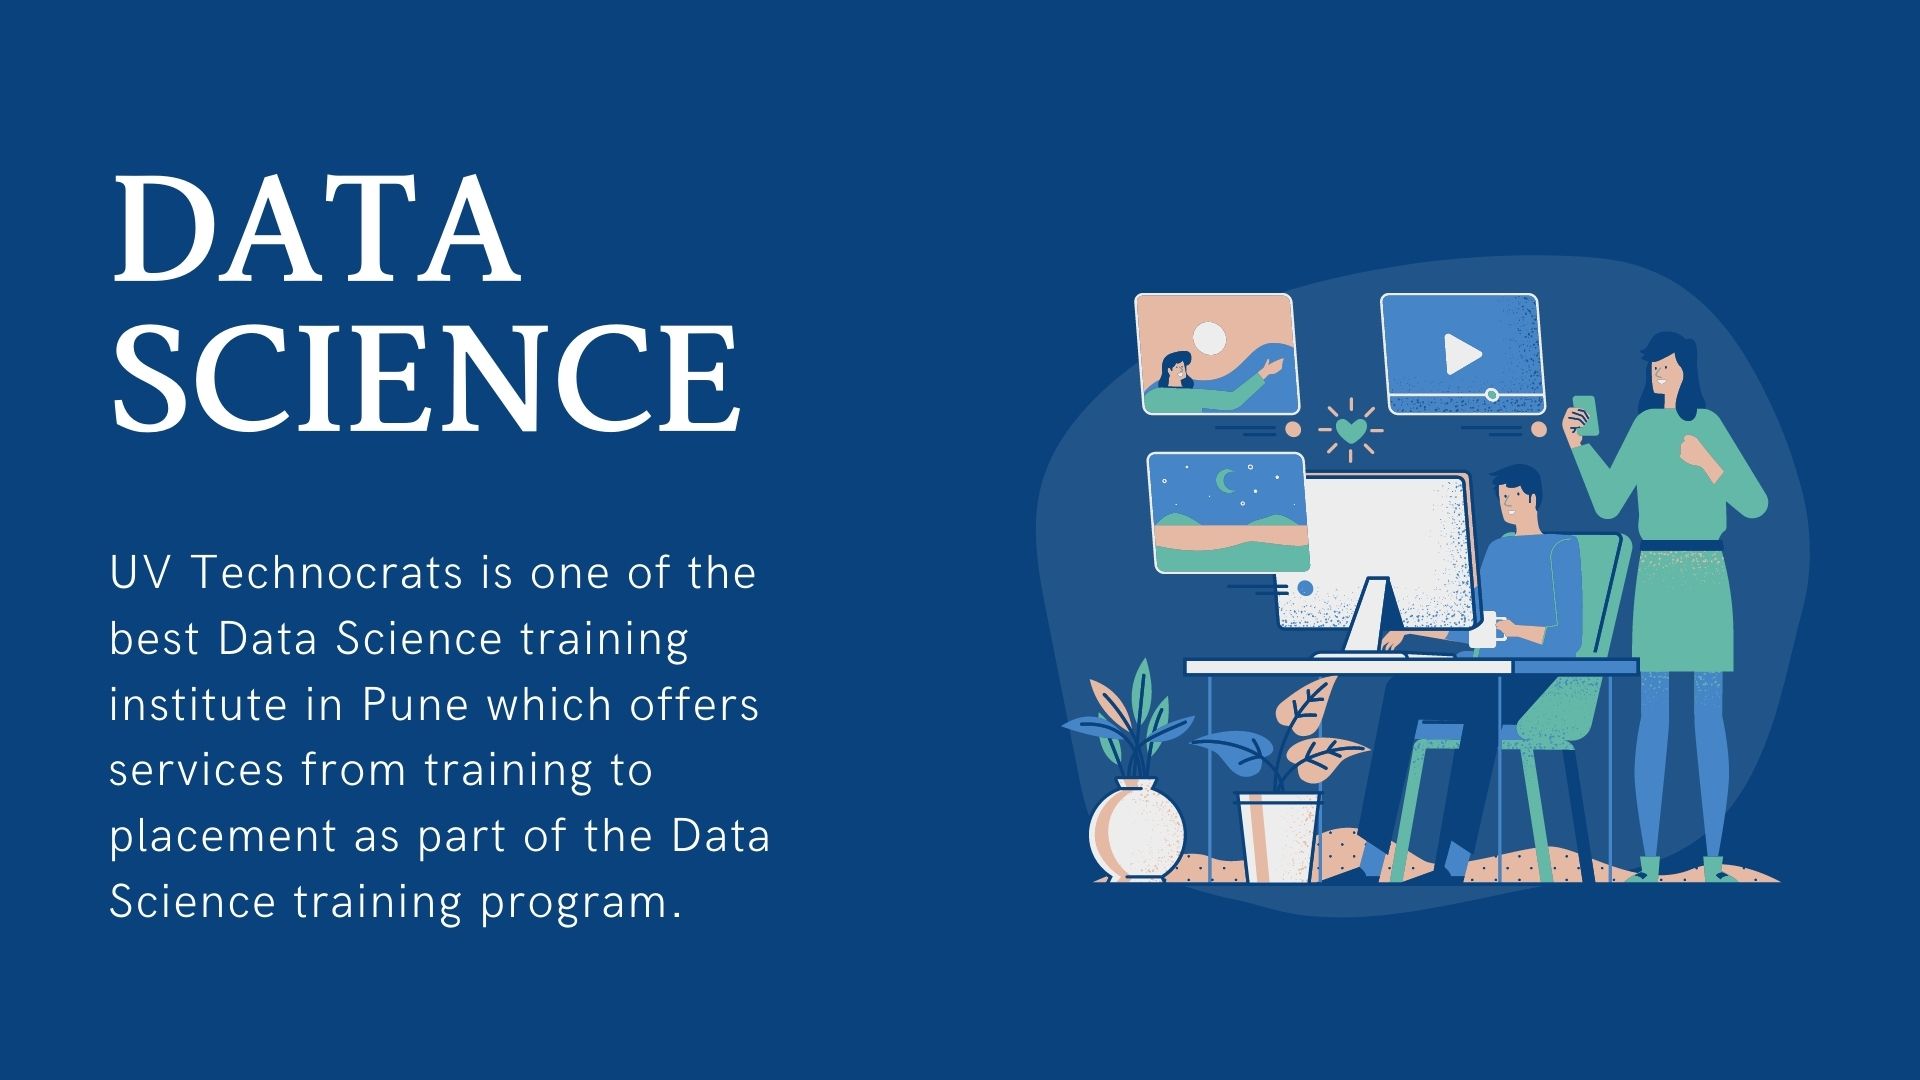 DATA
SCIENCE
UV Technocrats is one of the
best Data Science training
institute in Pune which offers
services from training to
placement as part of the Data
Science training program.